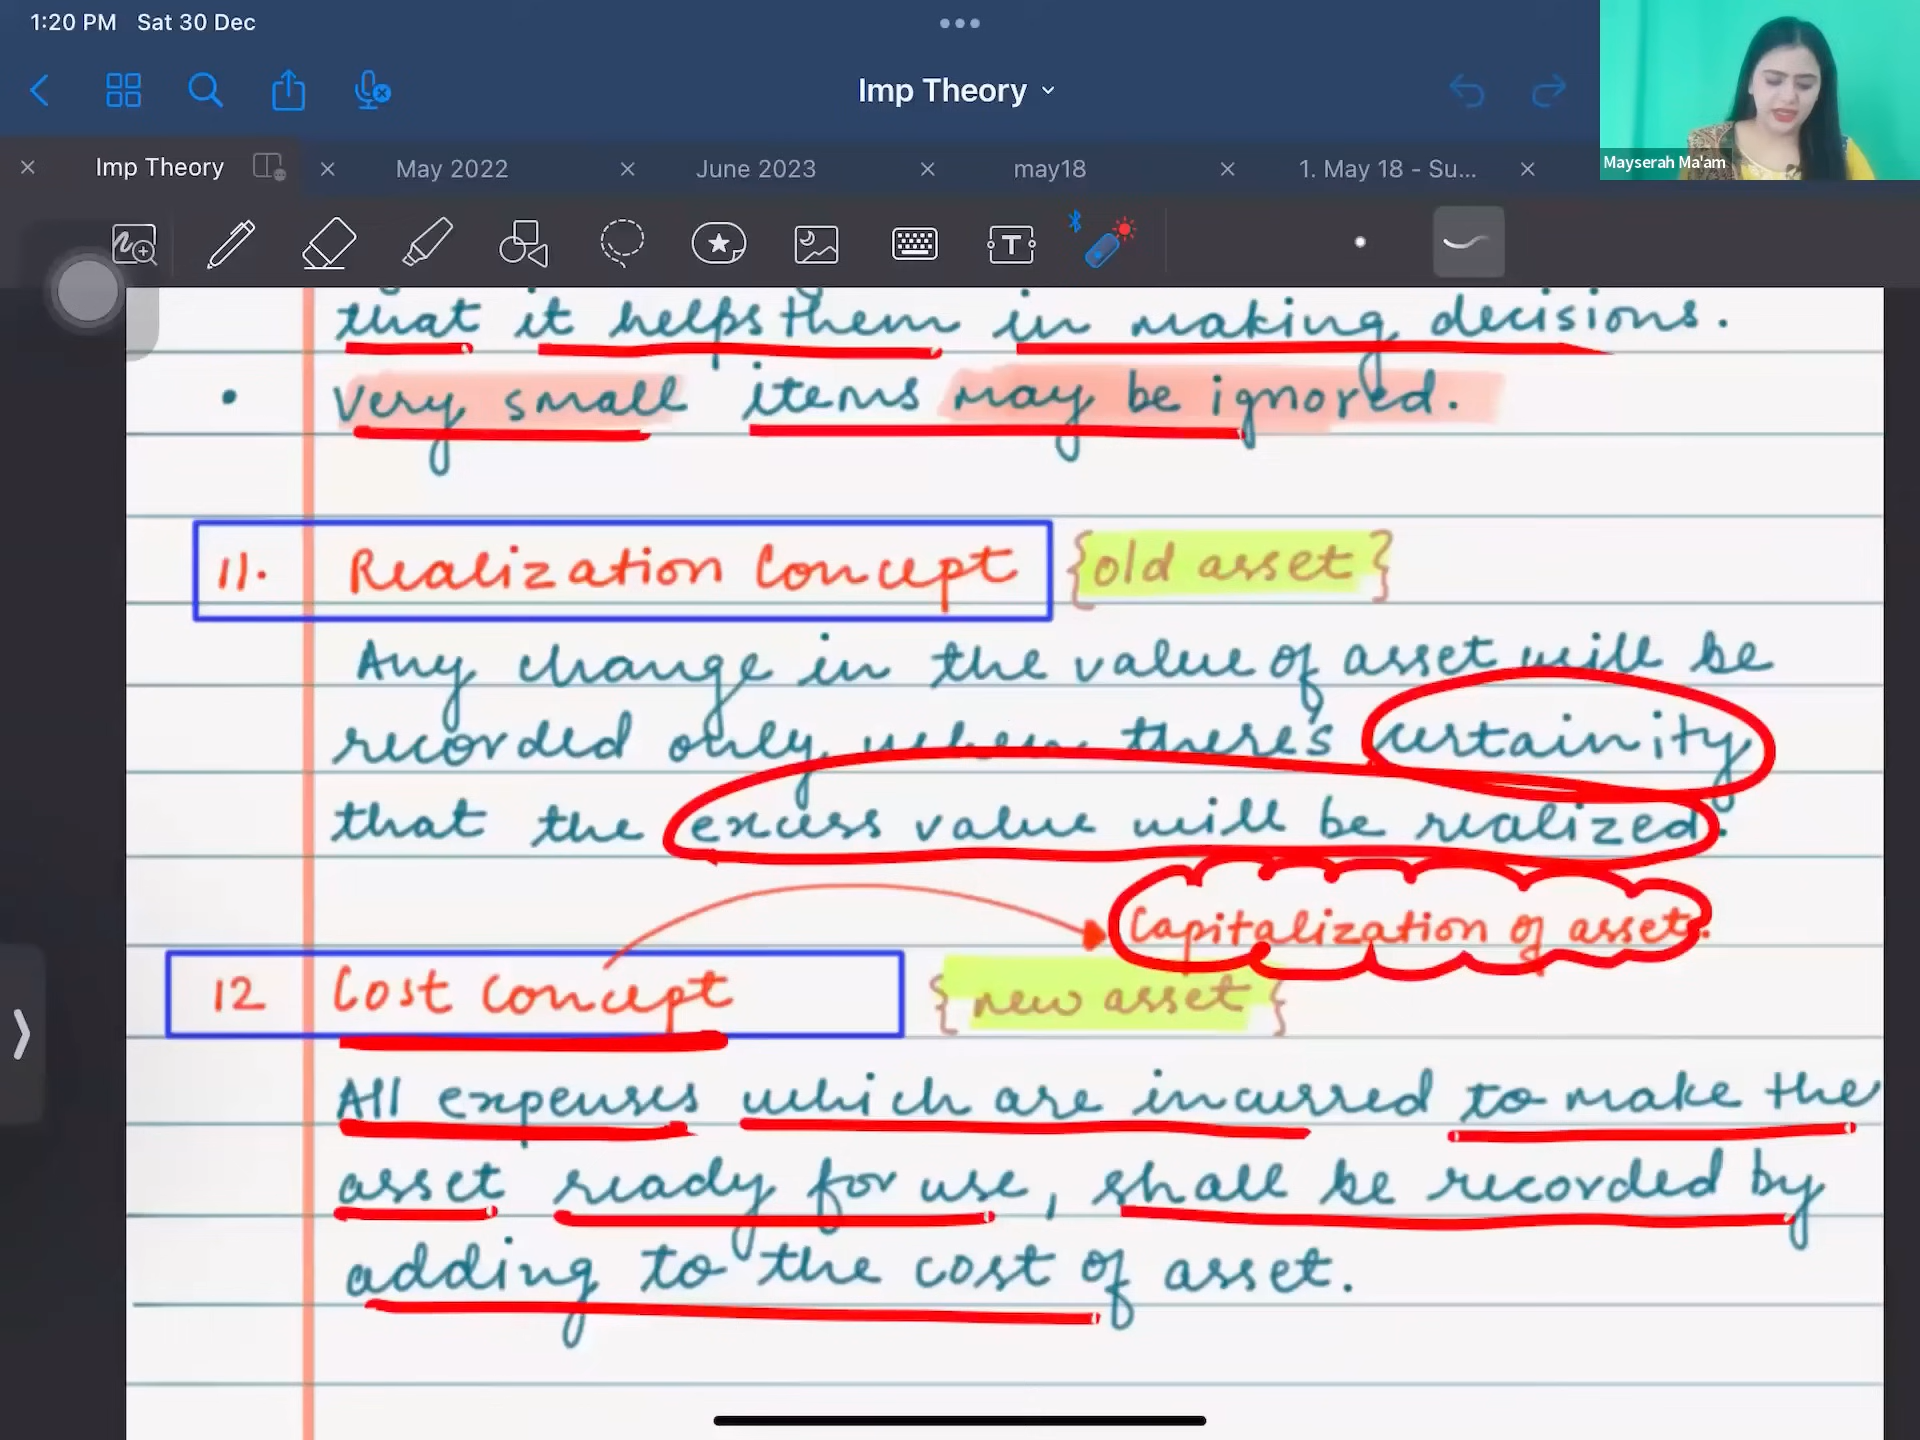 1:20 PM Sat 30 Dec
Imp Theory
Mayserah Ma'am
Imp Theory
May 2022
June 2023
may18
1. May 18 - Su...
T
that it helps them in making decisions.
• Very small items may be ignored.
11. Realization Concept {old asset}
Any change in the value of asset will be
recorded only when there's certainity
that the excess value will be realized.
Capitalization of asset.
12 Cost Concept {new asset}
All expenses which are incurred to make the
asset ready for use, shall be recorded by
adding to the cost of asset.